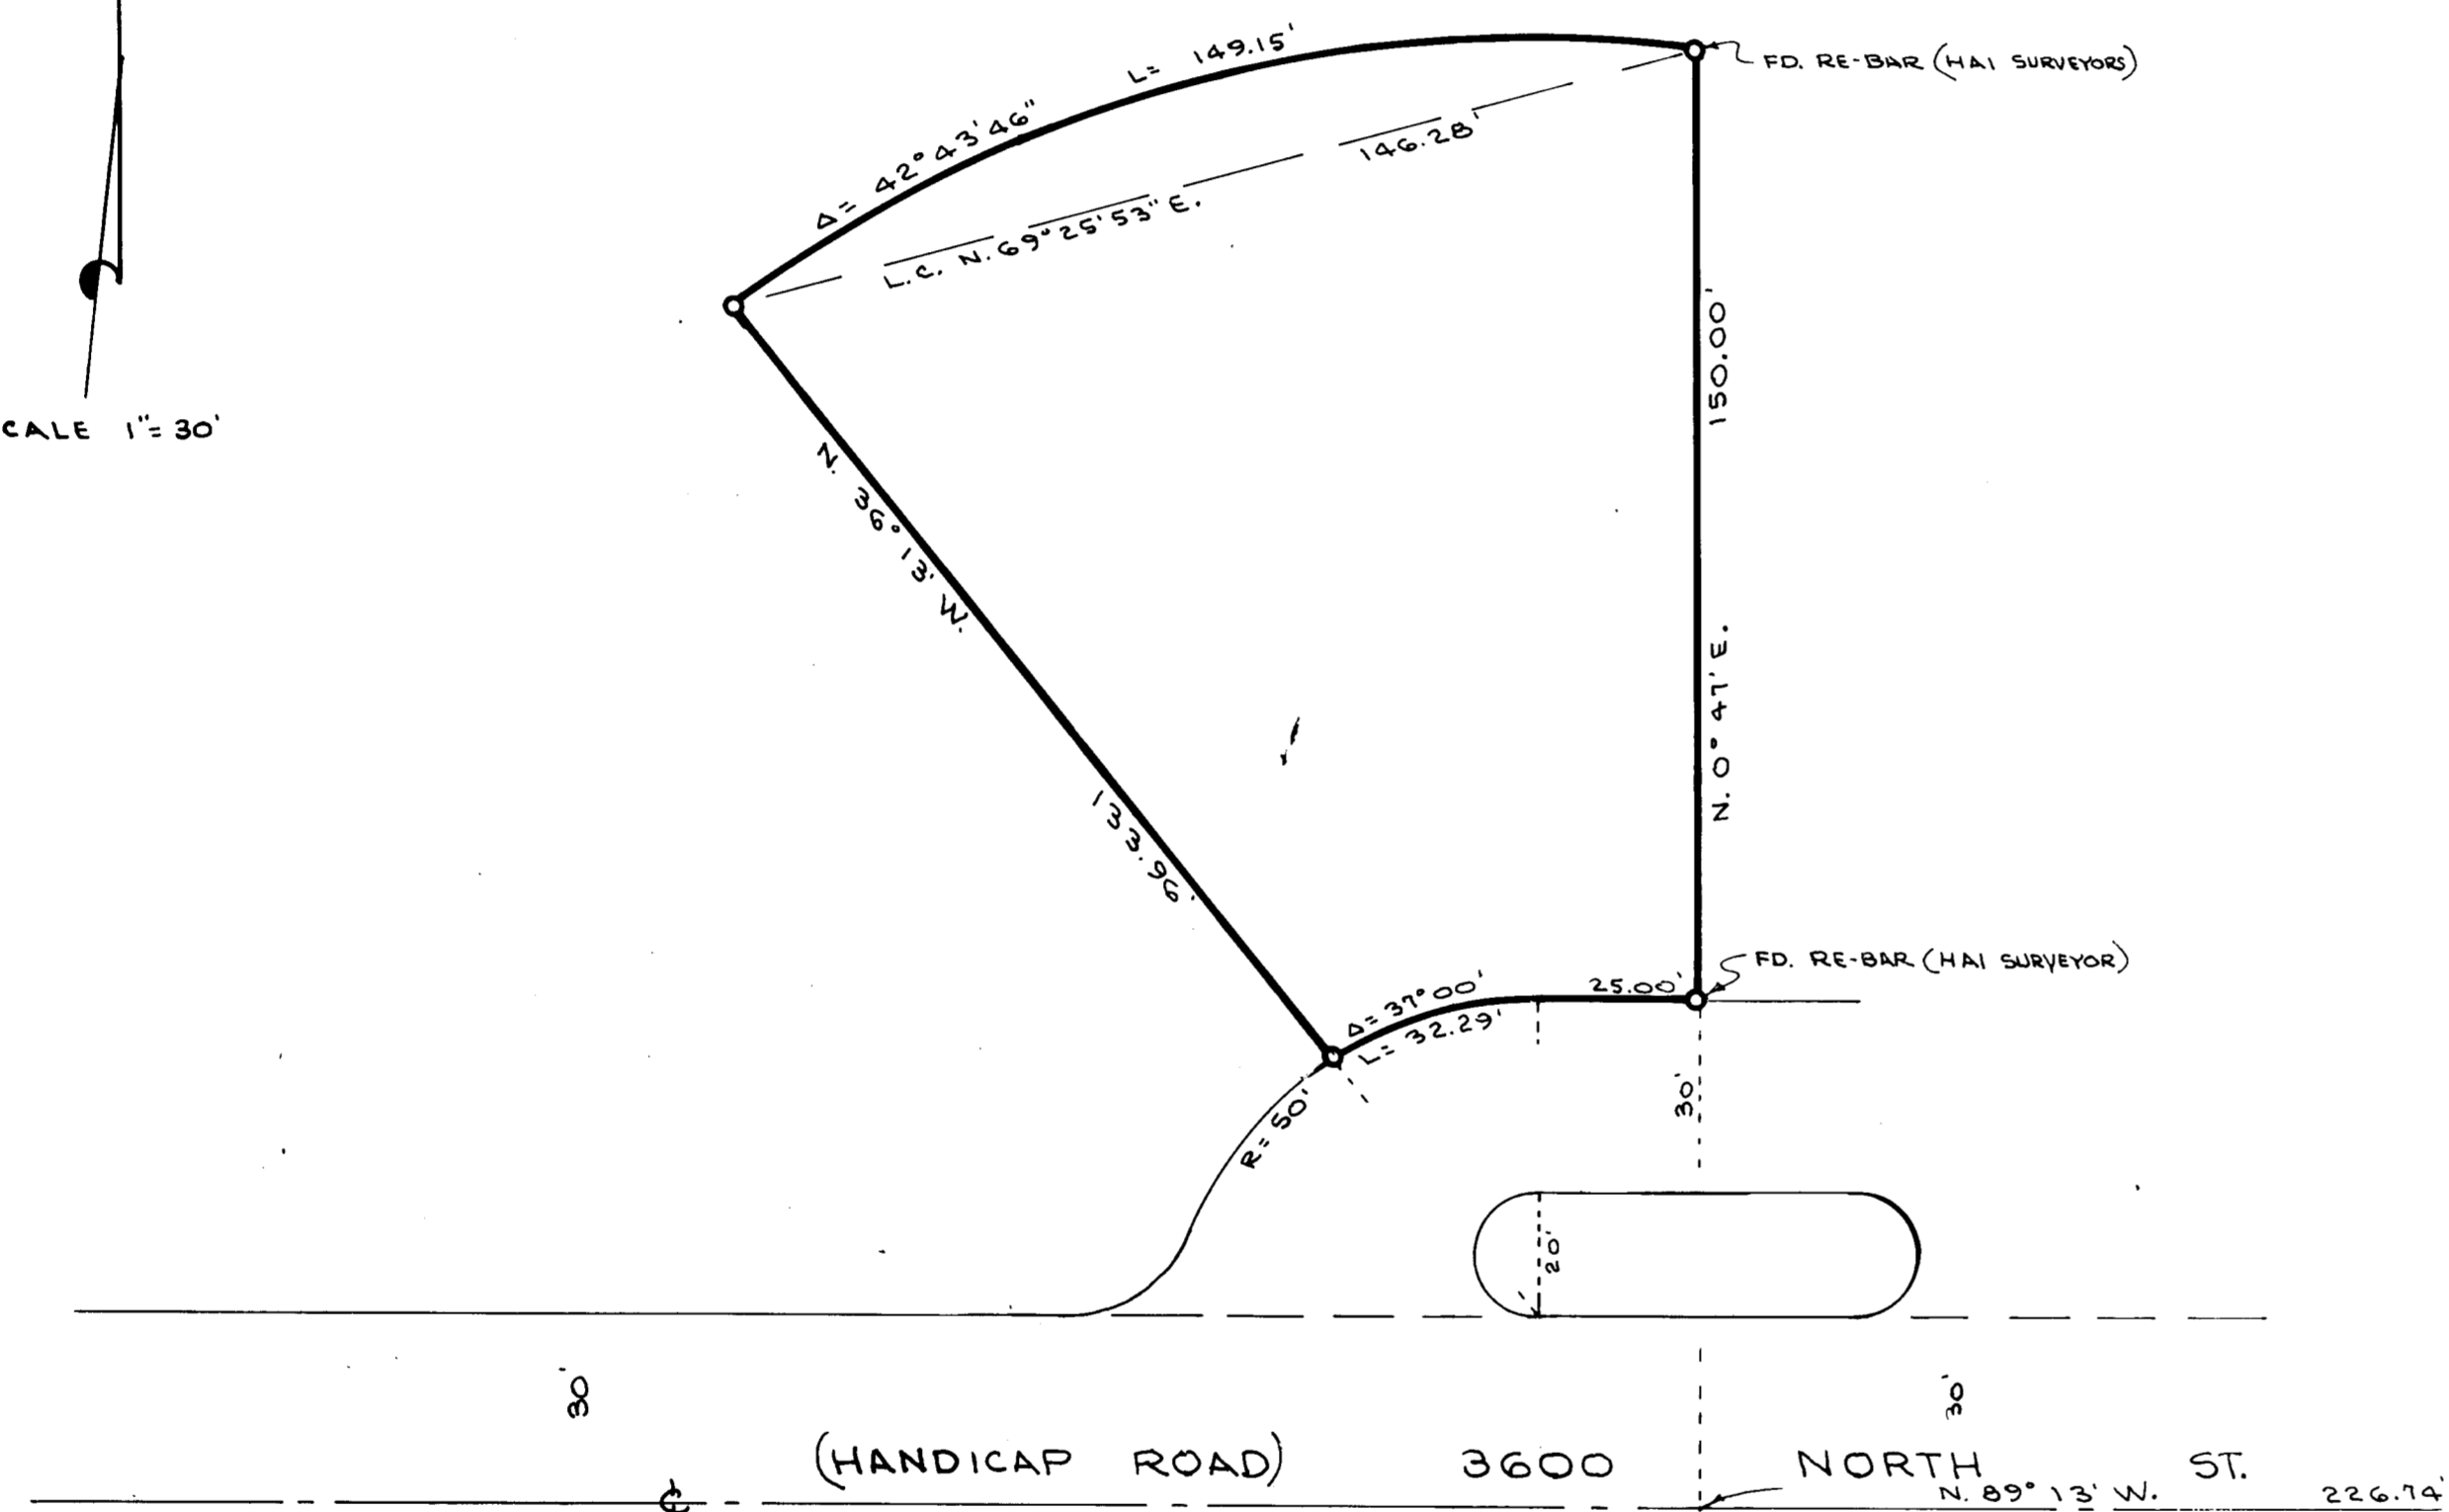 L= 149.15'
FD. RE-BAR (HAI SURVEYORS)
Δ= 42° 43' 46"
146.28'
L.C. N. 69° 25' 53" E.
CALE 1"= 30'
150.00'
N. 36° 13' W.
N. 0° 47' E.
133.96'
FD. RE-BAR (HAI SURVEYOR)
25.00'
Δ= 37° 00'
L= 32.29'
30'
R= 50'
20'
30'
30'
(HANDICAP ROAD) 3600 NORTH ST.
N. 89° 13' W. 226.74'